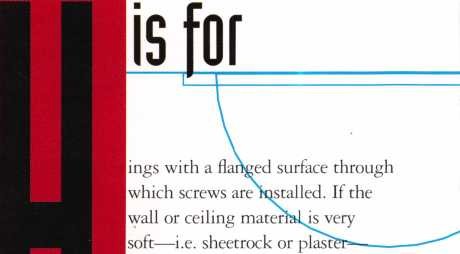 H is for
ings with a flanged surface through
which screws are installed. If the
wall or ceiling material is very
soft—i.e. sheetrock or plaster—